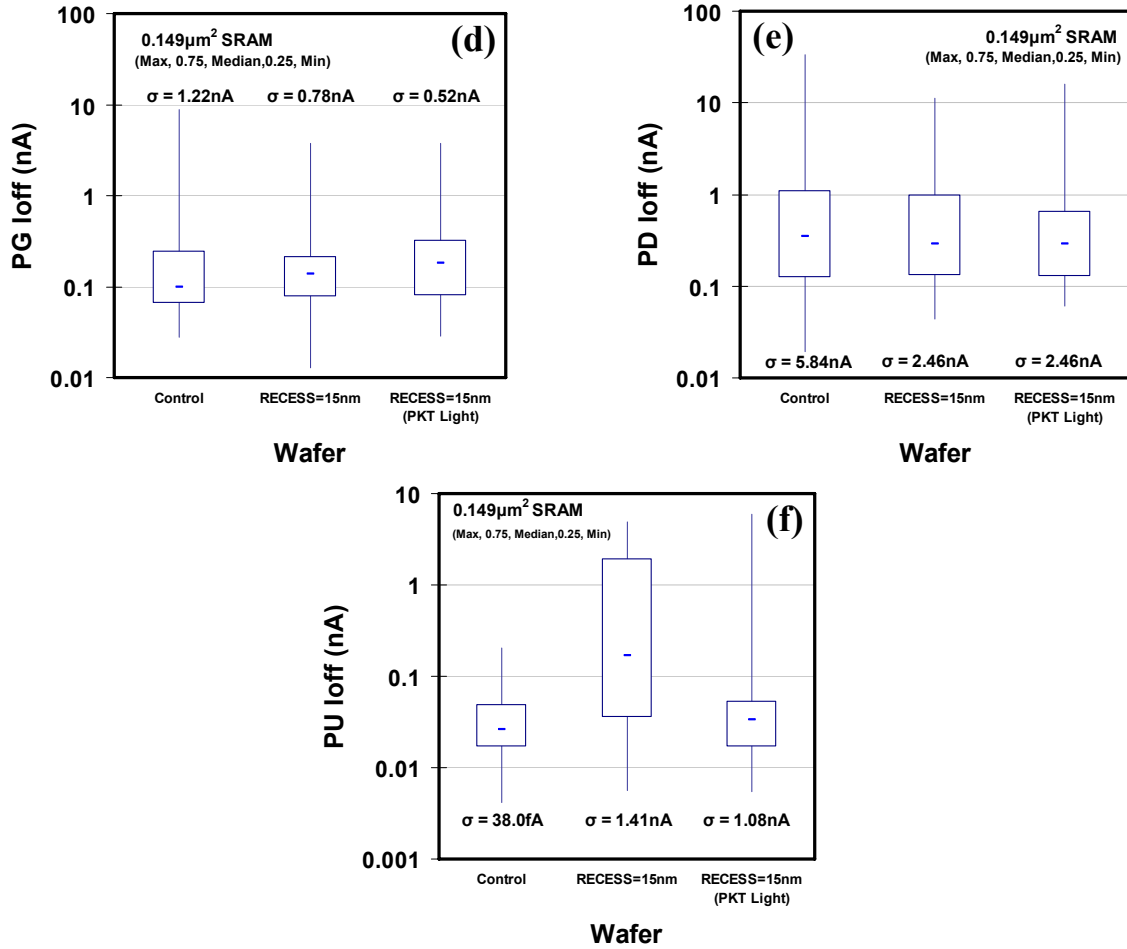 (d)
0.149µm² SRAM
(Max, 0.75, Median,0.25, Min)
σ = 1.22nA σ = 0.78nA σ = 0.52nA
100
10
1
0.1
0.01
PG Ioff (nA)
Control RECESS=15nm RECESS=15nm
(PKT Light)
Wafer
(e)
0.149µm² SRAM
(Max, 0.75, Median,0.25, Min)
100
10
1
0.1
0.01
PD Ioff (nA)
σ = 5.84nA σ = 2.46nA σ = 2.46nA
Control RECESS=15nm RECESS=15nm
(PKT Light)
Wafer
(f)
0.149µm² SRAM
(Max, 0.75, Median,0.25, Min)
10
1
0.1
0.01
0.001
PU Ioff (nA)
σ = 38.0fA σ = 1.41nA σ = 1.08nA
Control RECESS=15nm RECESS=15nm
(PKT Light)
Wafer